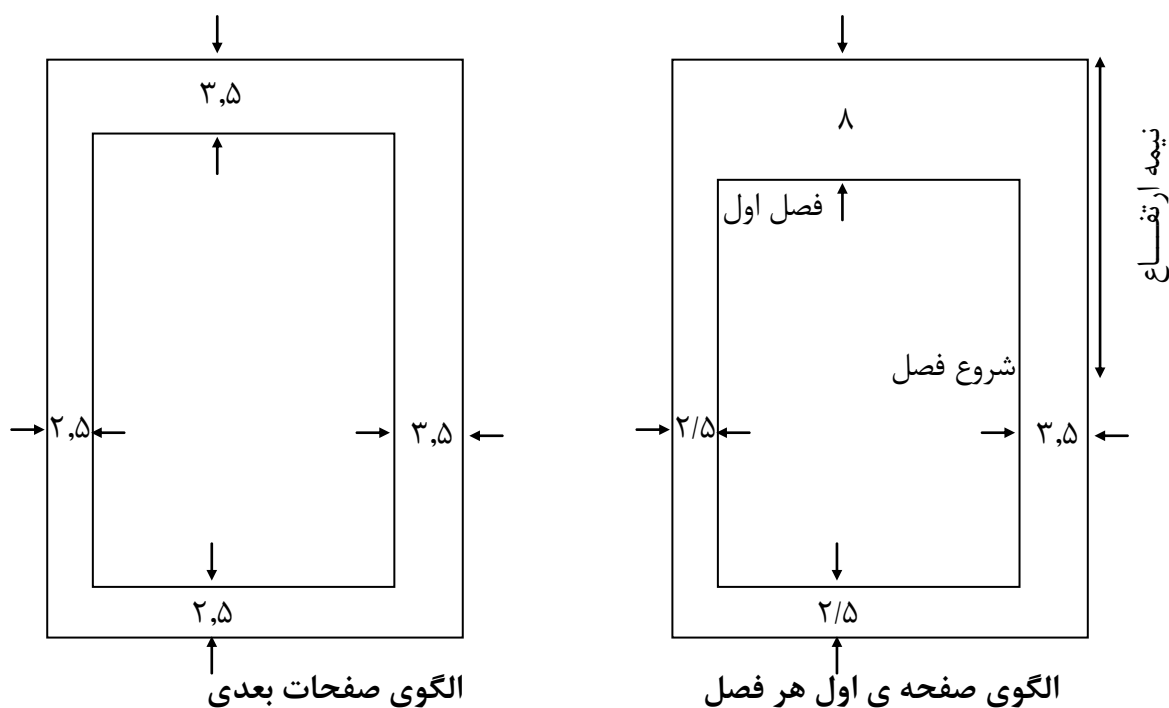 ۸
فصل اول
شروع فصل
۳,۵
۲/۵
۲/۵
نیمه ارتفــاع
الگوی صفحه ی اول هر فصل
۳,۵
۳,۵
۲,۵
۲,۵
الگوی صفحات بعدی